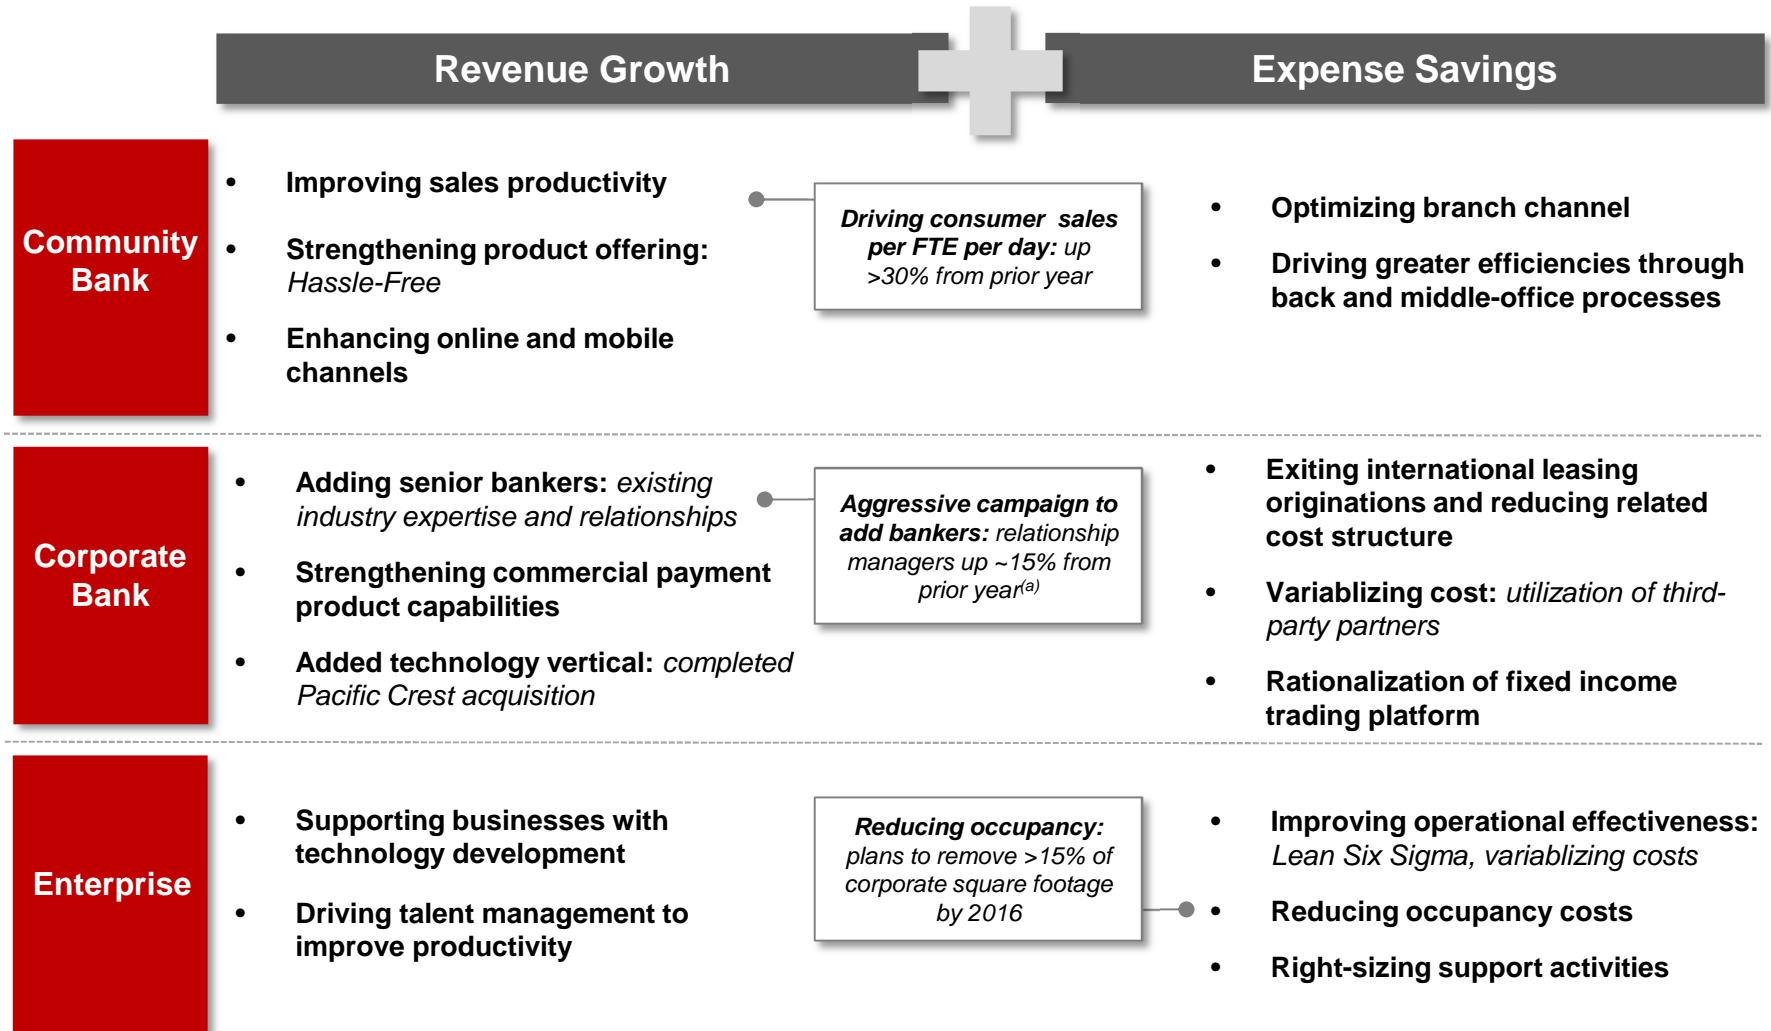 Revenue Growth
Expense Savings
Community
Bank
• Improving sales productivity
• Strengthening product offering:
Hassle-Free
• Enhancing online and mobile
channels
Driving consumer sales
per FTE per day: up
>30% from prior year
• Optimizing branch channel
• Driving greater efficiencies through
back and middle-office processes
Corporate
Bank
• Adding senior bankers: existing
industry expertise and relationships
• Strengthening commercial payment
product capabilities
• Added technology vertical: completed
Pacific Crest acquisition
Aggressive campaign to
add bankers: relationship
managers up ~15% from
prior year(a)
• Exiting international leasing
originations and reducing related
cost structure
• Variablizing cost: utilization of third-
party partners
• Rationalization of fixed income
trading platform
Enterprise
• Supporting businesses with
technology development
• Driving talent management to
improve productivity
Reducing occupancy:
plans to remove >15% of
corporate square footage
by 2016
• Improving operational effectiveness:
Lean Six Sigma, variablizing costs
• Reducing occupancy costs
• Right-sizing support activities